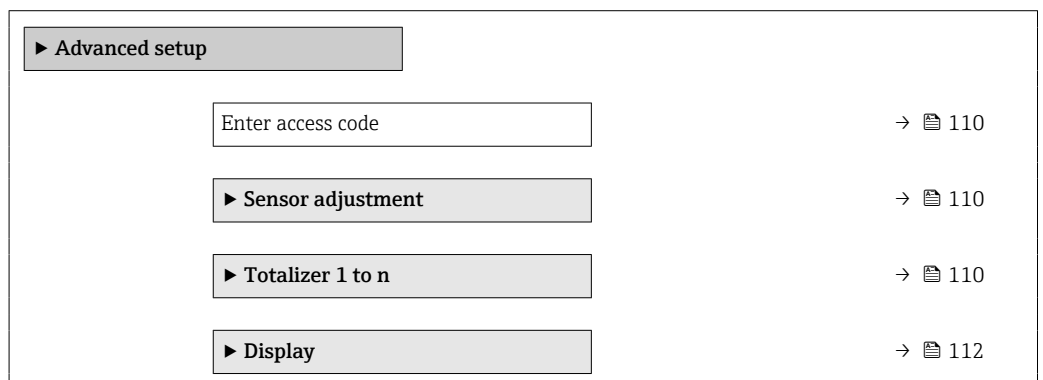 ▶ Advanced setup
Enter access code → 110
▶ Sensor adjustment → 110
▶ Totalizer 1 to n → 110
▶ Display → 112